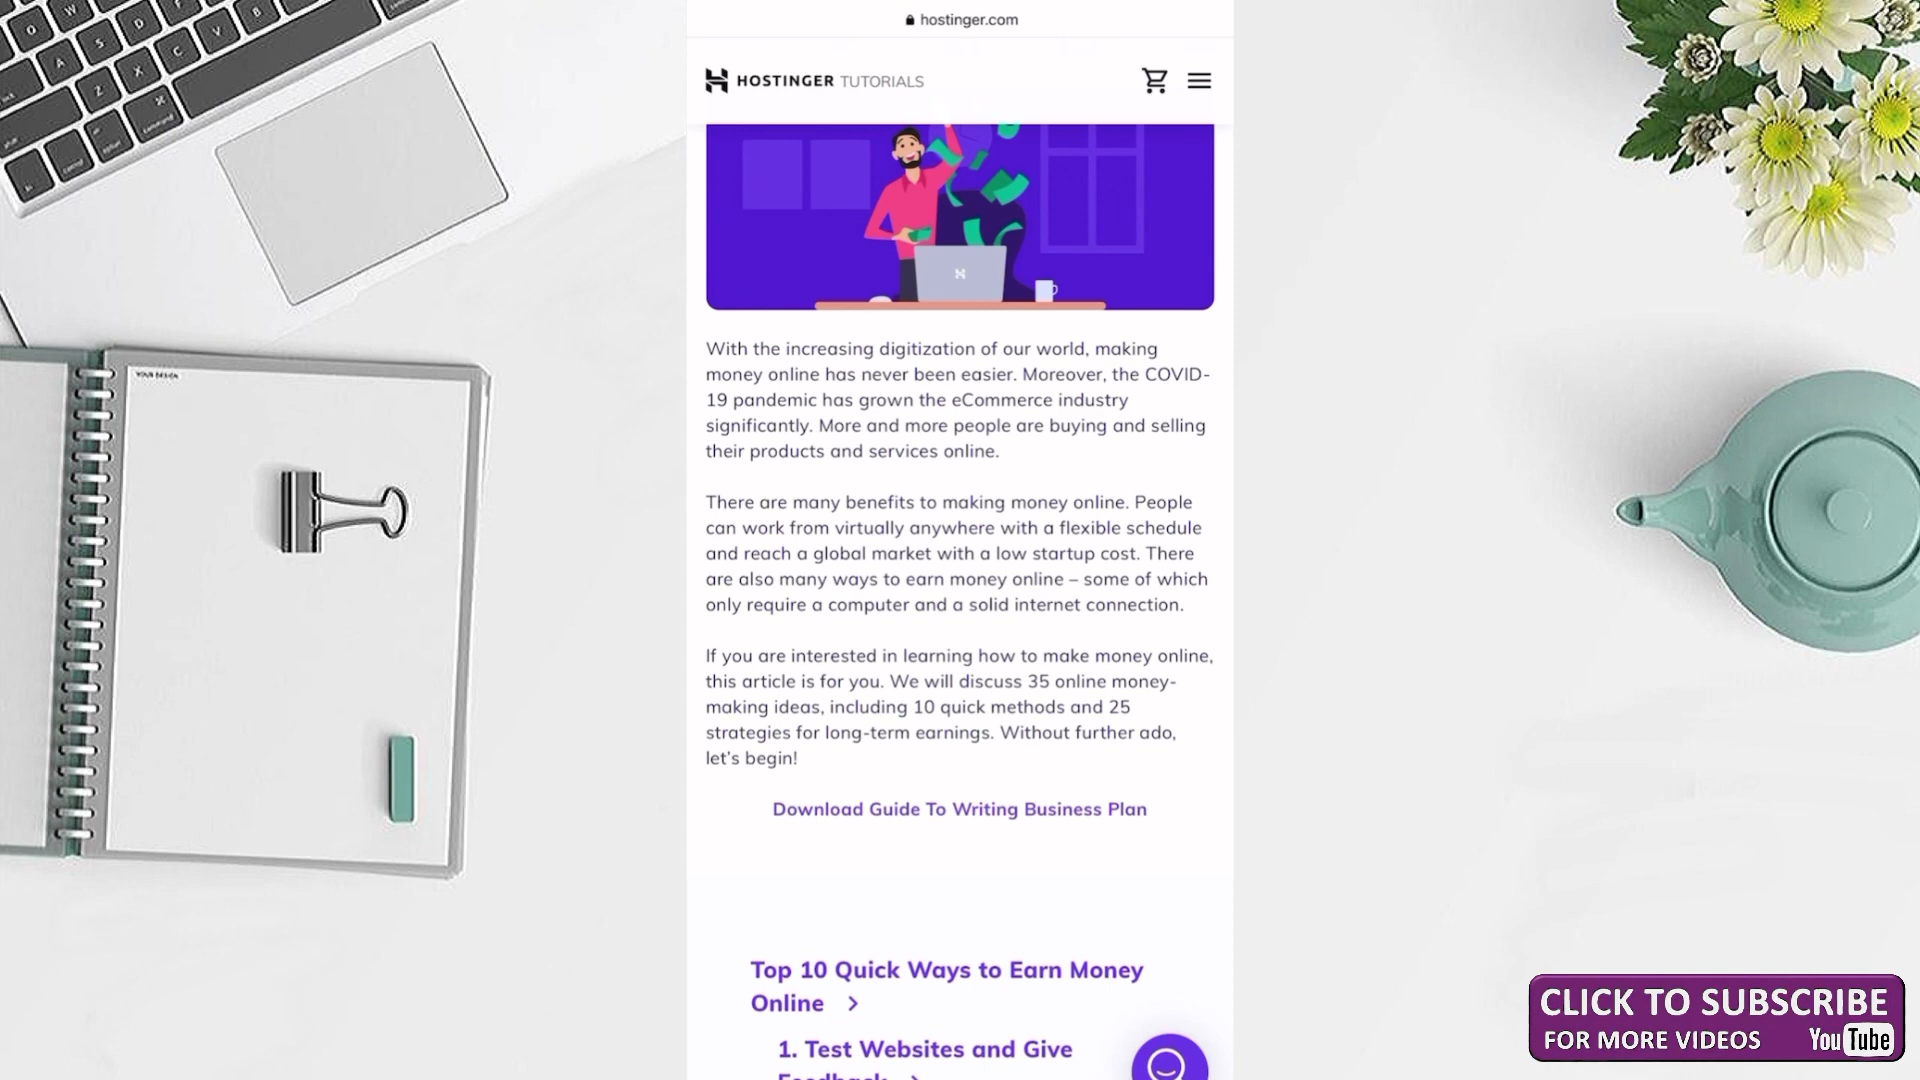 hostinger.com
HOSTINGER TUTORIALS
With the increasing digitization of our world, making
money online has never been easier. Moreover, the COVID-
19 pandemic has grown the eCommerce industry
significantly. More and more people are buying and selling
their products and services online.
There are many benefits to making money online. People
can work from virtually anywhere with a flexible schedule
and reach a global market with a low startup cost. There
are also many ways to earn money online – some of which
only require a computer and a solid internet connection.
If you are interested in learning how to make money online,
this article is for you. We will discuss 35 online money-
making ideas, including 10 quick methods and 25
strategies for long-term earnings. Without further ado,
let's begin!
Download Guide To Writing Business Plan
Top 10 Quick Ways to Earn Money
Online >
1. Test Websites and Give
Feedback >
YOUR DESIGN
O W S D F A Z X C V B
command
option
command
CLICK TO SUBSCRIBE
FOR MORE VIDEOS YouTube